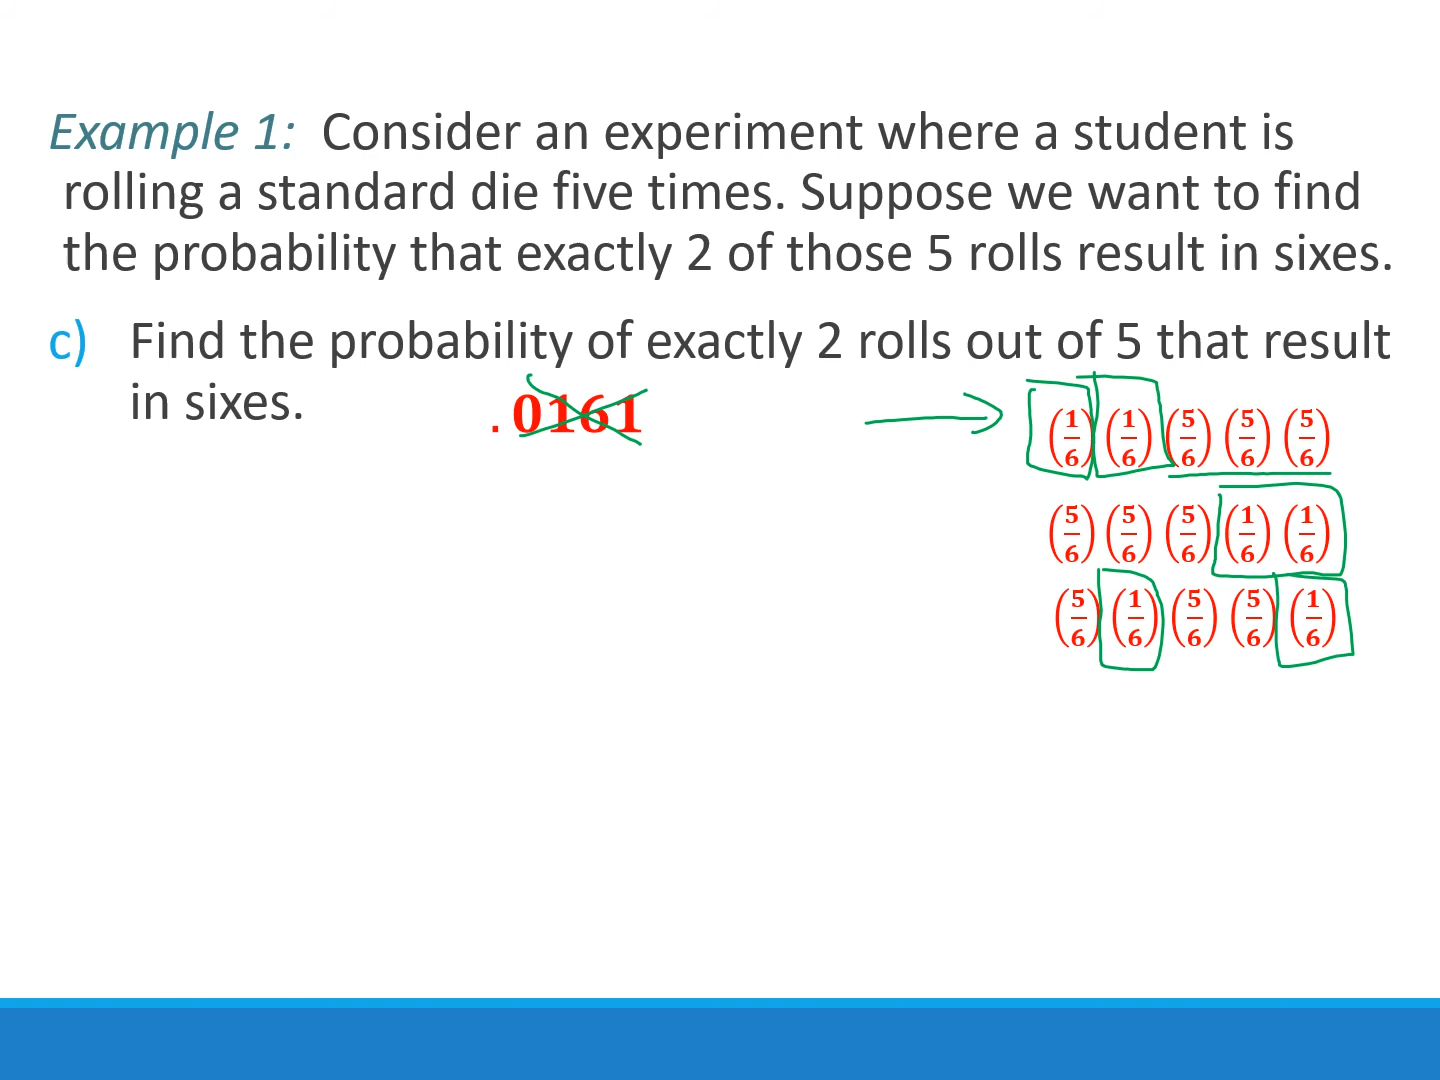 Example 1: Consider an experiment where a student is
rolling a standard die five times. Suppose we want to find
the probability that exactly 2 of those 5 rolls result in sixes.
c) Find the probability of exactly 2 rolls out of 5 that result
in sixes. . 0161
(1/6) (1/6) (5/6) (5/6) (5/6)
(5/6) (5/6) (5/6) (1/6) (1/6)
(5/6) (1/6) (5/6) (5/6) (1/6)